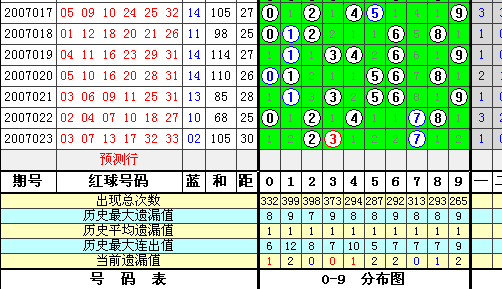 2007017 05 09 10 24 25 32 14 105 27 0 2 4 5 9
2007018 01 12 18 20 21 26 11 98 25 0 1 2 6 8
2007019 04 11 16 23 29 34 14 114 30 1 3 4 6 9
2007020 05 10 16 20 28 31 14 110 26 0 1 5 6 8
2007021 03 06 09 11 25 31 13 85 28 1 3 5 6 9
2007022 02 04 07 10 18 27 10 68 25 0 2 4 7 8
2007023 03 07 13 17 32 33 02 105 30 2 3 7
预测行
期号 红球号码 蓝 和 距 0 1 2 3 4 5 6 7 8 9 一 二
出现总次数 332 399 398 373 294 287 292 313 293 265
历史最大遗漏值 8 9 7 9 8 9 8 9 8 9
历史平均遗漏值 1 1 1 1 1 1 1 1 1 1
历史最大连出值 6 12 8 7 10 5 7 7 7 9
当前遗漏值 1 2 0 0 1 2 2 0 1 2
号 码 表 0-9 分布图